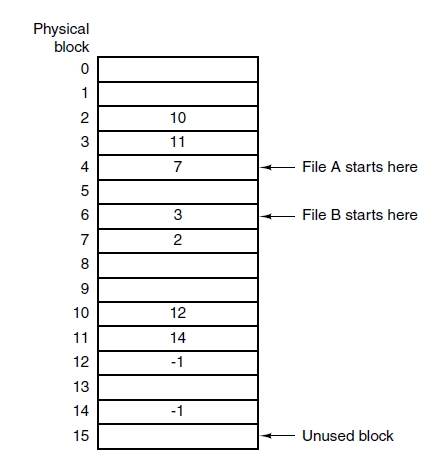 Physical
block
0
1
2 10
3 11
4 7 File A starts here
5
6 3 File B starts here
7 2
8
9
10 12
11 14
12 -1
13
14 -1
15 Unused block